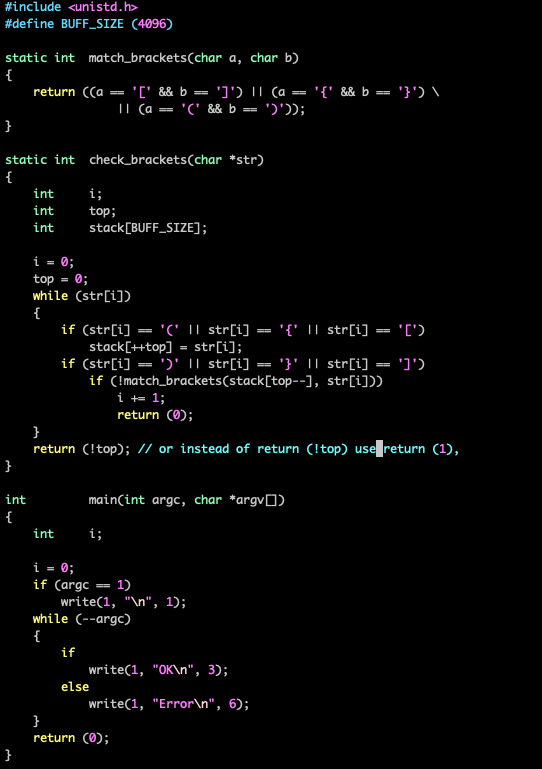 #include <unistd.h>
#define BUFF_SIZE (4096)

static int  match_brackets(char a, char b)
{
    return ((a == '[' && b == ']') || (a == '{' && b == '}') \
                || (a == '(' && b == ')'));
}

static int  check_brackets(char *str)
{
    int     i;
    int     top;
    int     stack[BUFF_SIZE];

    i = 0;
    top = 0;
    while (str[i])
    {
        if (str[i] == '(' || str[i] == '{' || str[i] == '[')
            stack[++top] = str[i];
        if (str[i] == ')' || str[i] == '}' || str[i] == ']')
            if (!match_brackets(stack[top--], str[i]))
                i += 1;
                return (0);
    }
    return (!top); // or instead of return (!top) use return (1),
}

int         main(int argc, char *argv[])
{
    int     i;

    i = 0;
    if (argc == 1)
        write(1, "\n", 1);
    while (--argc)
    {
        if
            write(1, "OK\n", 3);
        else
            write(1, "Error\n", 6);
    }
    return (0);
}